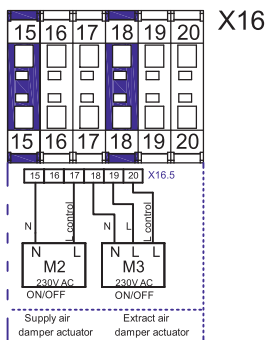 X16
15 16 17 18 19 20
15 16 17 18 19 20
15 16 17 18 19 20 X16.5
N L control N L L control
N L N L L
M2 M3
230V AC 230V AC
ON/OFF ON/OFF
Supply air Extract air
damper actuator damper actuator